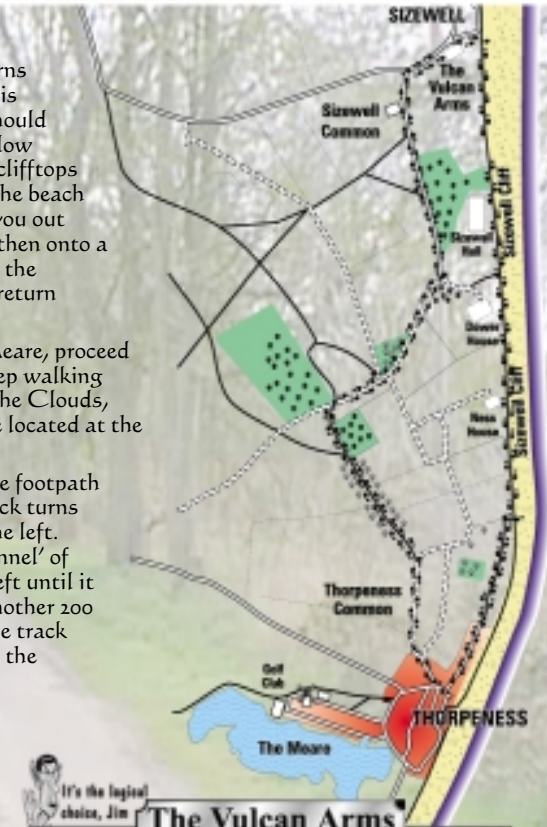 SIZEWELL
The
Vulcan
Arms
Sizewell
Common
Sizewell Cliff
Sizewell
Hall
Dower
House
Ness
House
Sizewell Cliff
Thorpeness
Common
Golf
Club
THORPENESS
The Meare
rns
is
hould
low
clifftops
he beach
you out
then onto a
the
return
eare, proceed
ep walking
he Clouds,
e located at the
e footpath
ck turns
he left.
nnel' of
eft until it
nother 200
e track
the
It's the logical
choice, Jim
The Vulcan Arms